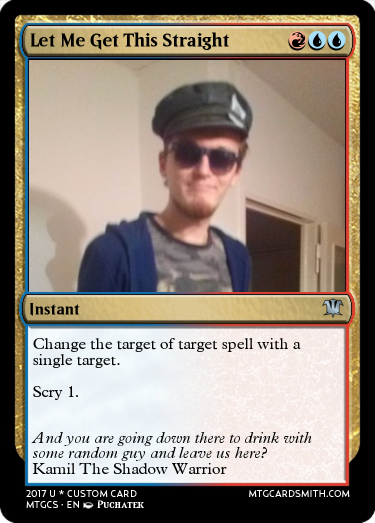 Let Me Get This Straight
Instant
Change the target of target spell with a
single target.
Scry 1.
And you are going down there to drink with
some random guy and leave us here?
Kamil The Shadow Warrior
2017 U * CUSTOM CARD
MTGCARDSMITH.COM
MTGCS · EN PUCHATEK